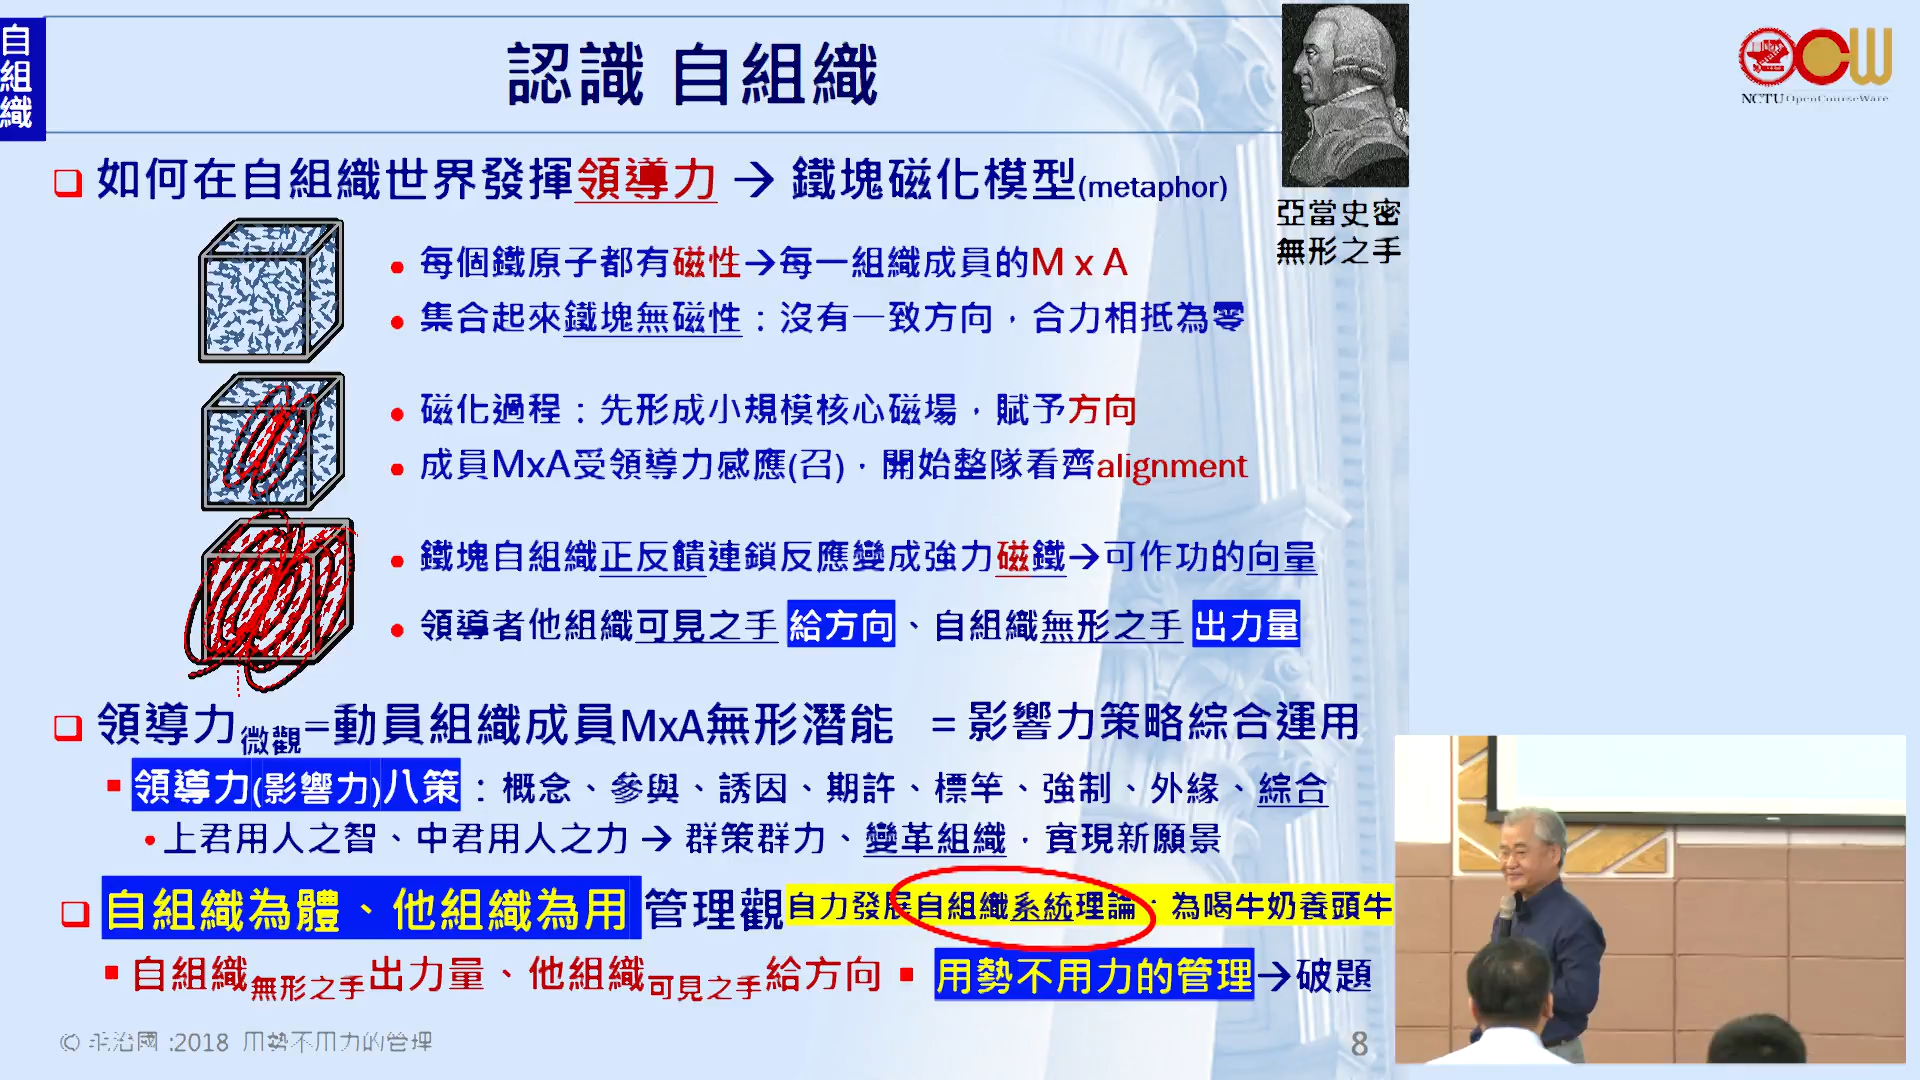 自組織
認識 自組織
NCTU OpenCourseWare
亞當史密
無形之手
❑ 如何在自組織世界發揮領導力 → 鐵塊磁化模型(metaphor)
• 每個鐵原子都有磁性→每一組織成員的M x A
• 集合起來鐵塊無磁性：沒有一致方向，合力相抵為零
• 磁化過程：先形成小規模核心磁場，賦予方向
• 成員MxA受領導力感應(召)，開始整隊看齊alignment
• 鐵塊自組織正反饋連鎖反應變成強力磁鐵→可作功的向量
• 領導者他組織可見之手 給方向、自組織無形之手 出力量
❑ 領導力微觀=動員組織成員MxA無形潛能 = 影響力策略綜合運用
▪ 領導力(影響力)八策：概念、參與、誘因、期許、標竿、強制、外緣、綜合
• 上君用人之智、中君用人之力 → 群策群力、變革組織，實現新願景
❑ 自組織為體、他組織為用 管理觀 自力發展自組織系統理論：為喝牛奶養頭牛
▪ 自組織無形之手出力量、他組織可見之手給方向 ▪ 用勢不用力的管理→破題
© 毛治國 :2018 用勢不用力的管理
8